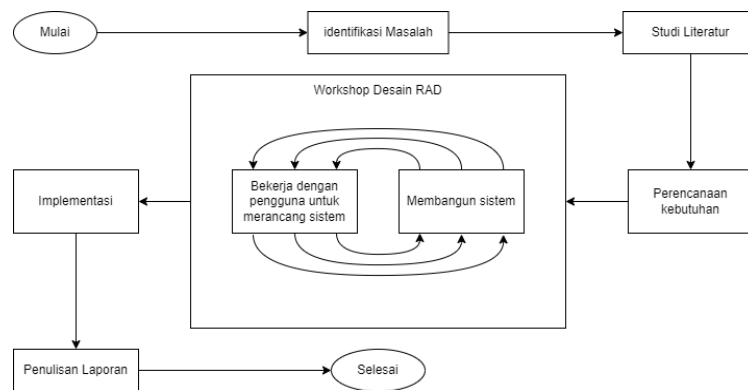 Mulai
identifikasi Masalah
Studi Literatur
Workshop Desain RAD
Bekerja dengan
pengguna untuk
merancang sistem
Membangun sistem
Implementasi
Perencanaan
kebutuhan
Penulisan Laporan
Selesai